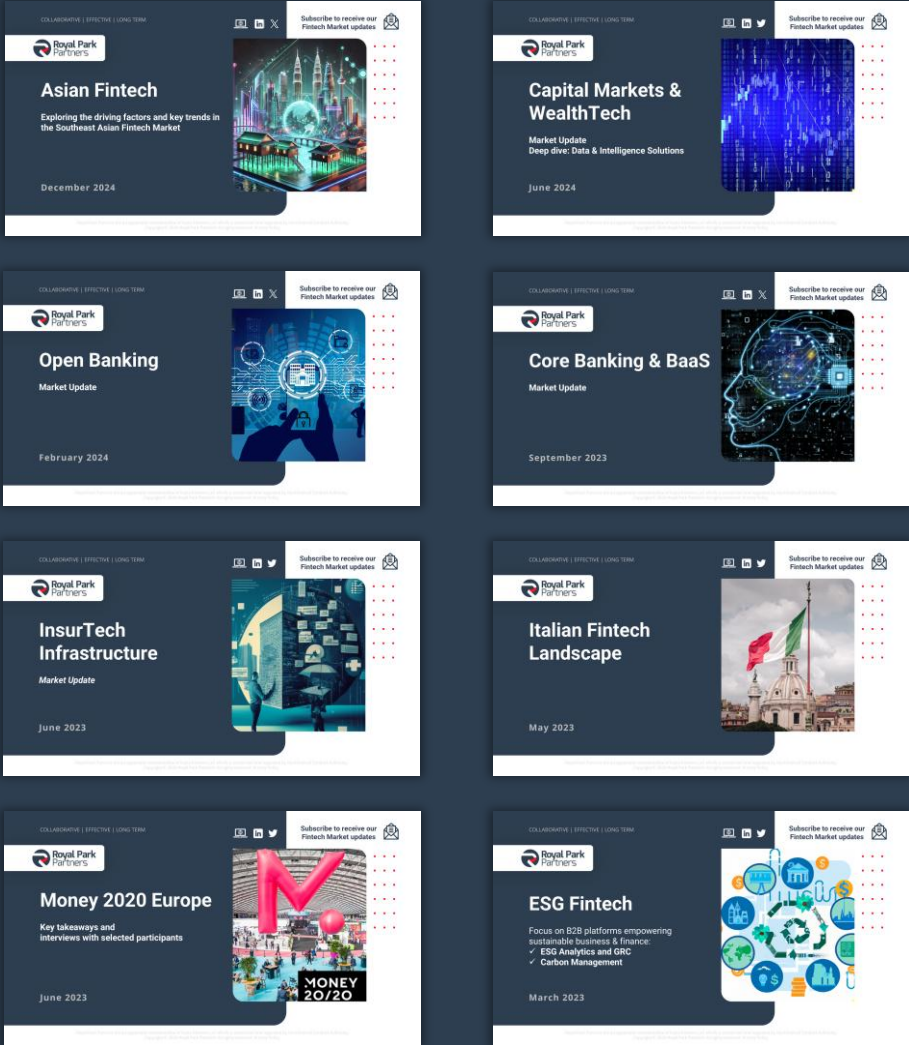 COLLABORATIVE | EFFECTIVE | LONG TERM
Subscribe to receive our
Fintech Market updates
Royal Park
Partners
Asian Fintech
Exploring the driving factors and key trends in
the Southeast Asian Fintech Market
December 2024
COLLABORATIVE | EFFECTIVE | LONG TERM
Subscribe to receive our
Fintech Market updates
Royal Park
Partners
Capital Markets &
WealthTech
Market Update
Deep dive: Data & Intelligence Solutions
June 2024
COLLABORATIVE | EFFECTIVE | LONG TERM
Subscribe to receive our
Fintech Market updates
Royal Park
Partners
Open Banking
Market Update
February 2024
COLLABORATIVE | EFFECTIVE | LONG TERM
Subscribe to receive our
Fintech Market updates
Royal Park
Partners
Core Banking & BaaS
Market Update
September 2023
COLLABORATIVE | EFFECTIVE | LONG TERM
Subscribe to receive our
Fintech Market updates
Royal Park
Partners
InsurTech
Infrastructure
Market Update
June 2023
COLLABORATIVE | EFFECTIVE | LONG TERM
Subscribe to receive our
Fintech Market updates
Royal Park
Partners
Italian Fintech
Landscape
May 2023
COLLABORATIVE | EFFECTIVE | LONG TERM
Subscribe to receive our
Fintech Market updates
Royal Park
Partners
Money 2020 Europe
Key takeaways and
interviews with selected participants
MONEY
20/20
June 2023
COLLABORATIVE | EFFECTIVE | LONG TERM
Subscribe to receive our
Fintech Market updates
Royal Park
Partners
ESG Fintech
Focus on B2B platforms empowering
sustainable business & finance:
✓ ESG Analytics and GRC
✓ Carbon Management
March 2023